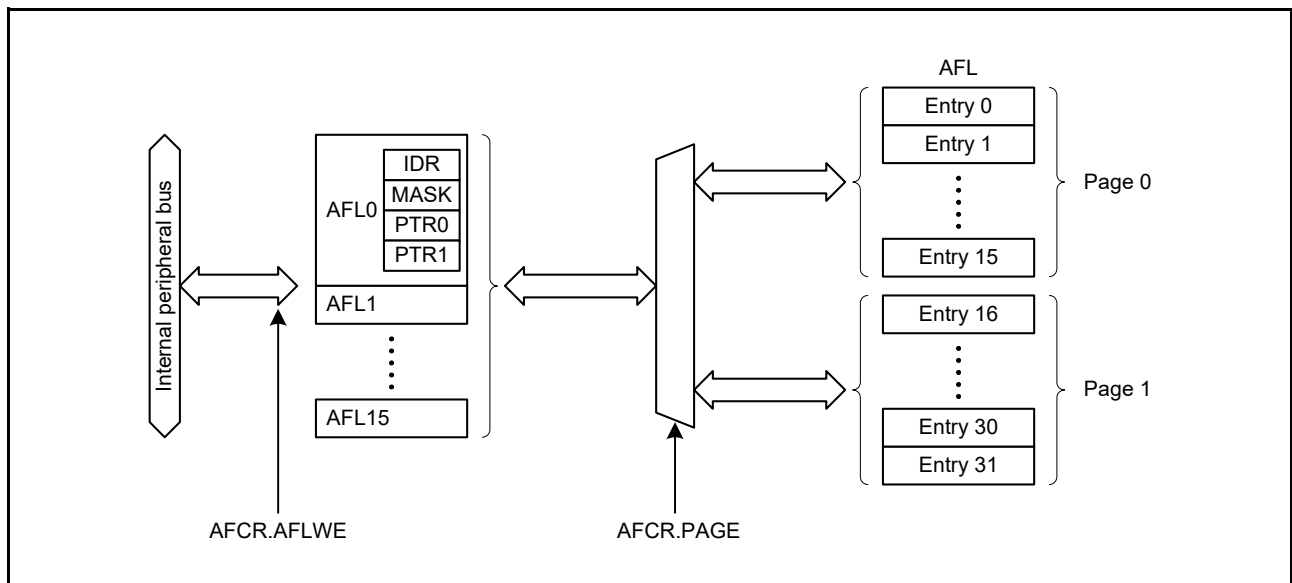 Internal peripheral bus
AFL0
IDR
MASK
PTR0
PTR1
AFL1
AFL15
AFCR.AFLWE
AFCR.PAGE
AFL
Entry 0
Entry 1
Entry 15
Page 0
Entry 16
Entry 30
Entry 31
Page 1